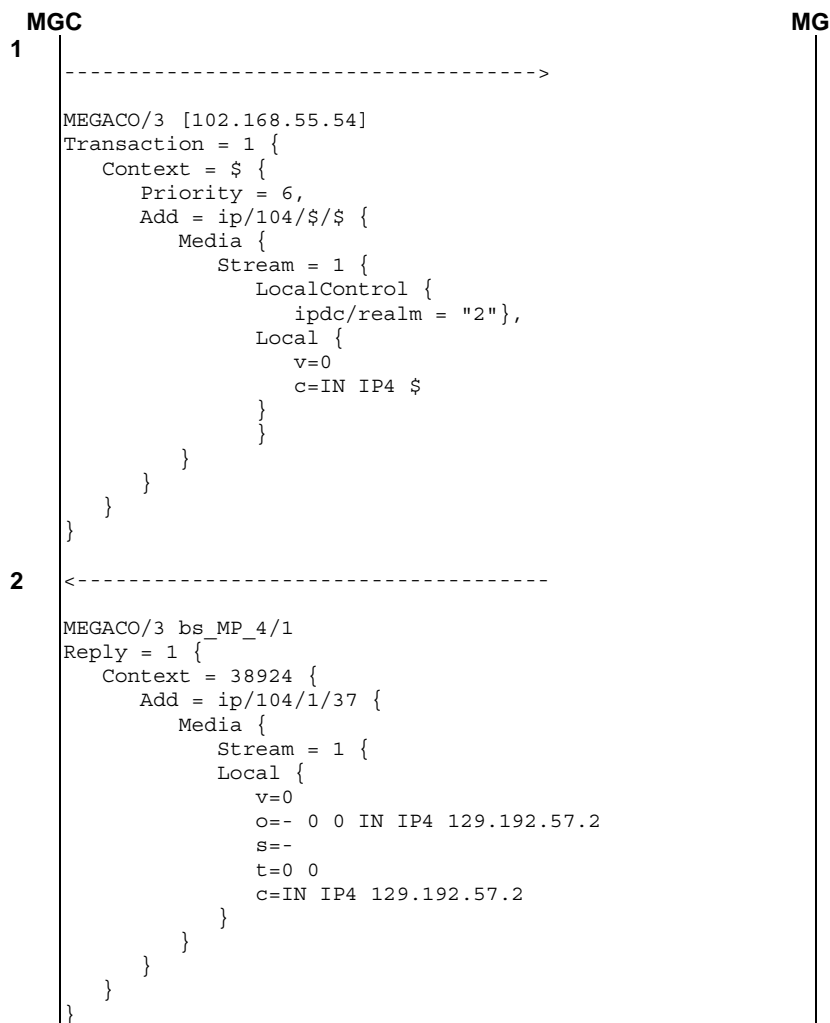 MGC MG
1
------------------------------------->
MEGACO/3 [102.168.55.54]
Transaction = 1 {
   Context = $ {
      Priority = 6,
      Add = ip/104/$/$ {
         Media {
            Stream = 1 {
               LocalControl {
                  ipdc/realm = "2"},
               Local {
                  v=0
                  c=IN IP4 $
               }
               }
         }
      }
   }
}
2 <-------------------------------------
MEGACO/3 bs_MP_4/1
Reply = 1 {
   Context = 38924 {
      Add = ip/104/1/37 {
         Media {
            Stream = 1 {
            Local {
               v=0
               o=- 0 0 IN IP4 129.192.57.2
               s=-
               t=0 0
               c=IN IP4 129.192.57.2
            }
         }
      }
   }
}